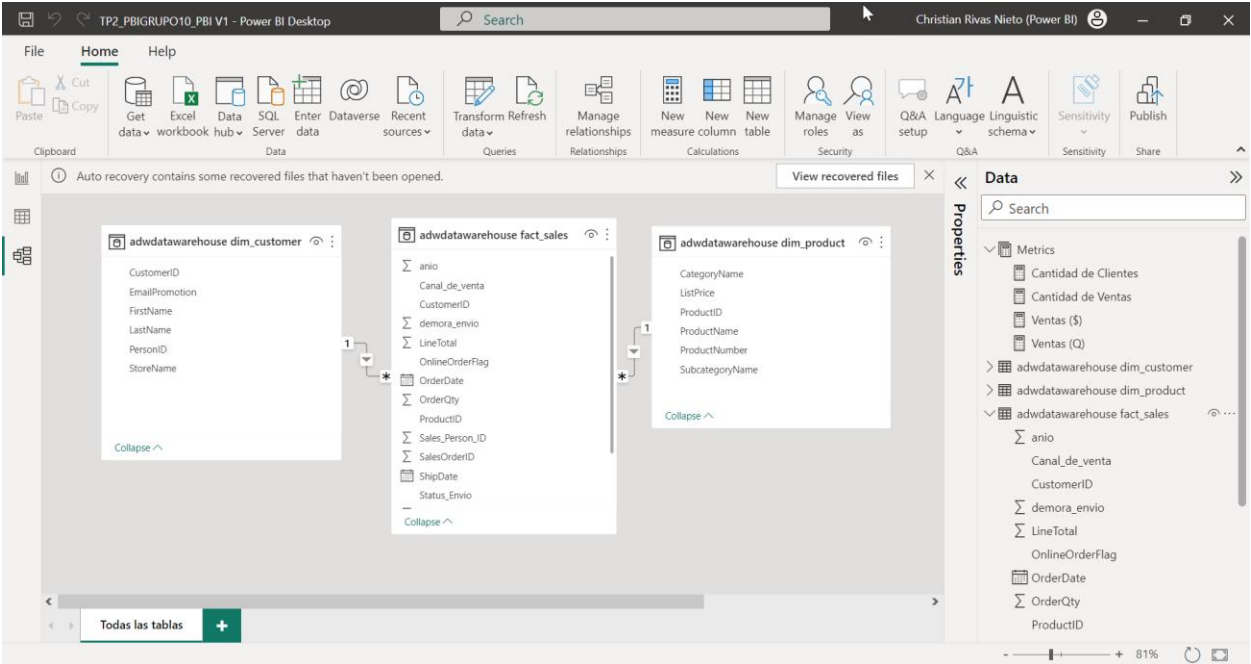 TP2_PBIGRUPO10_PBI V1 - Power BI Desktop
Search
Christian Rivas Nieto (Power BI)
File Home Help
Paste
Cut
Copy
Get data
Excel workbook
Data hub
SQL Server
Enter data
Dataverse
Recent sources
Transform data
Refresh
Manage relationships
New measure
New column
New table
Manage roles
View as
Q&A setup
Language
Linguistic schema
Sensitivity
Publish
Clipboard Data Queries Relationships Calculations Security Q&A Sensitivity Share
Auto recovery contains some recovered files that haven't been opened.
View recovered files
adwdatawarehouse dim_customer
CustomerID
EmailPromotion
FirstName
LastName
PersonID
StoreName
Collapse
1
*
adwdatawarehouse fact_sales
anio
Canal_de_venta
CustomerID
demora_envio
LineTotal
OnlineOrderFlag
OrderDate
OrderQty
ProductID
Sales_Person_ID
SalesOrderID
ShipDate
Status_Envio
Collapse
*
1
adwdatawarehouse dim_product
CategoryName
ListPrice
ProductID
ProductName
ProductNumber
SubcategoryName
Collapse
Properties
Data
Search
Metrics
Cantidad de Clientes
Cantidad de Ventas
Ventas ($)
Ventas (Q)
adwdatawarehouse dim_customer
adwdatawarehouse dim_product
adwdatawarehouse fact_sales
anio
Canal_de_venta
CustomerID
demora_envio
LineTotal
OnlineOrderFlag
OrderDate
OrderQty
ProductID
Todas las tablas
81%